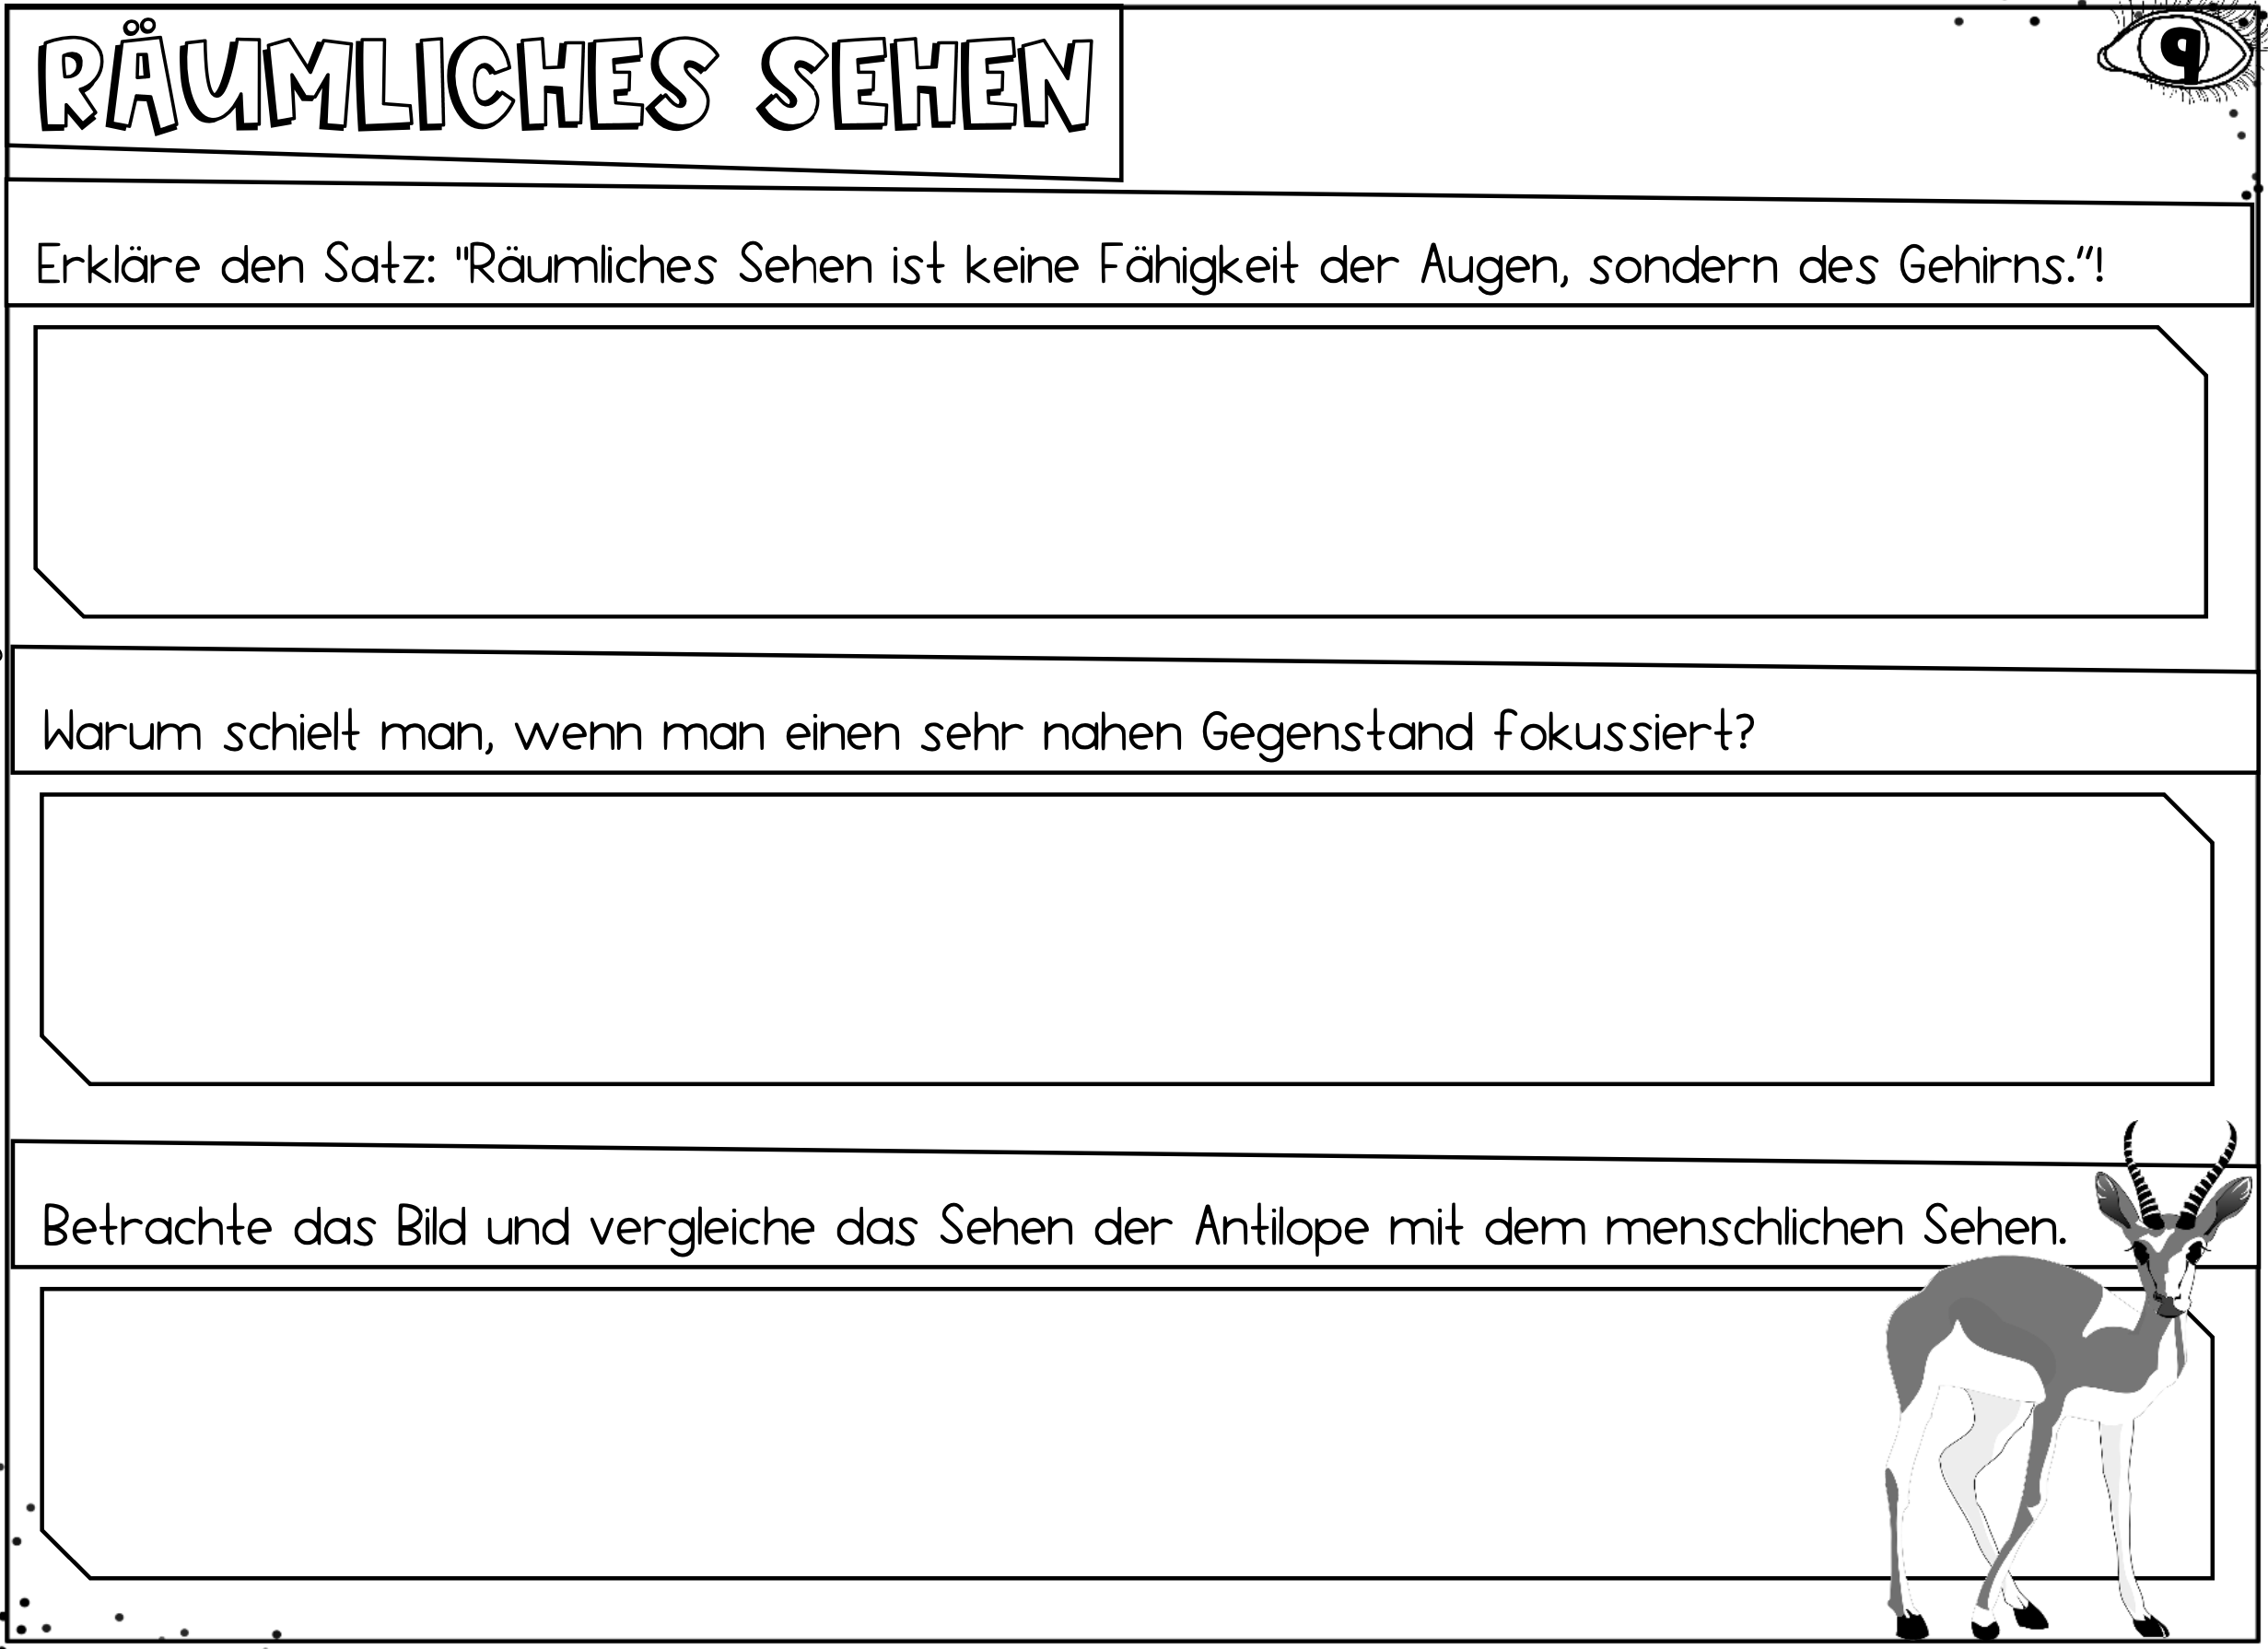 RÄUMLICHES SEHEN
9
Erkläre den Satz: "Räumliches Sehen ist keine Fähigkeit der Augen, sondern des Gehirns."!
Warum schielt man, wenn man einen sehr nahen Gegenstand fokussiert?
Betrachte das Bild und vergleiche das Sehen der Antilope mit dem menschlichen Sehen.